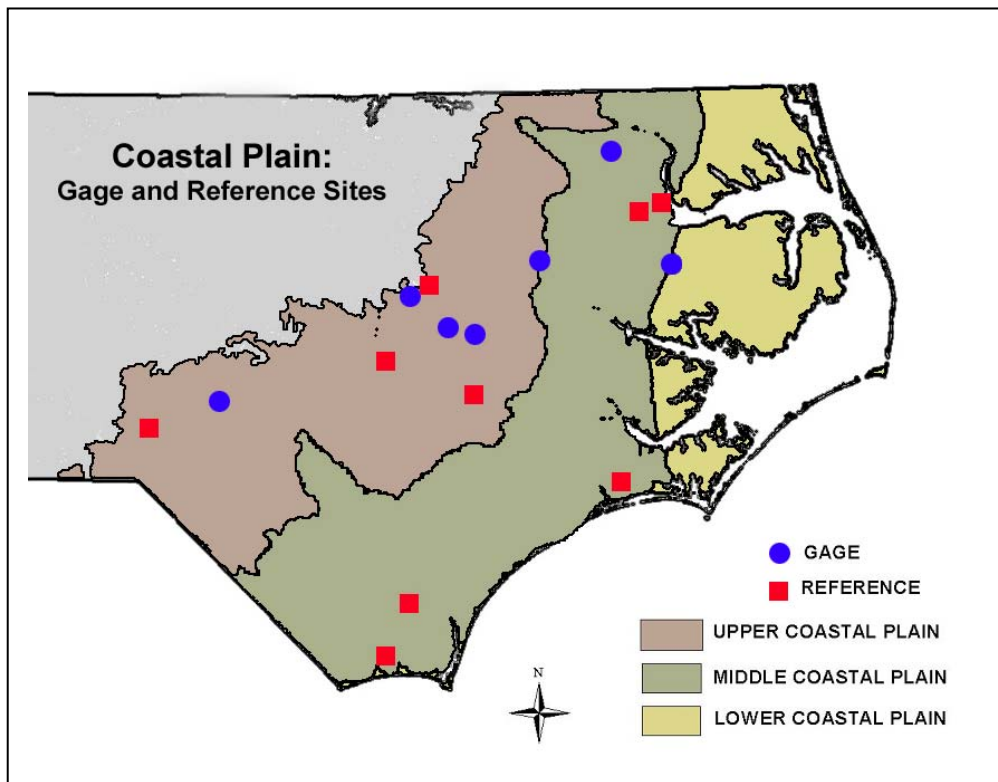 Coastal Plain:
Gage and Reference Sites
GAGE
REFERENCE
UPPER COASTAL PLAIN
MIDDLE COASTAL PLAIN
LOWER COASTAL PLAIN
N